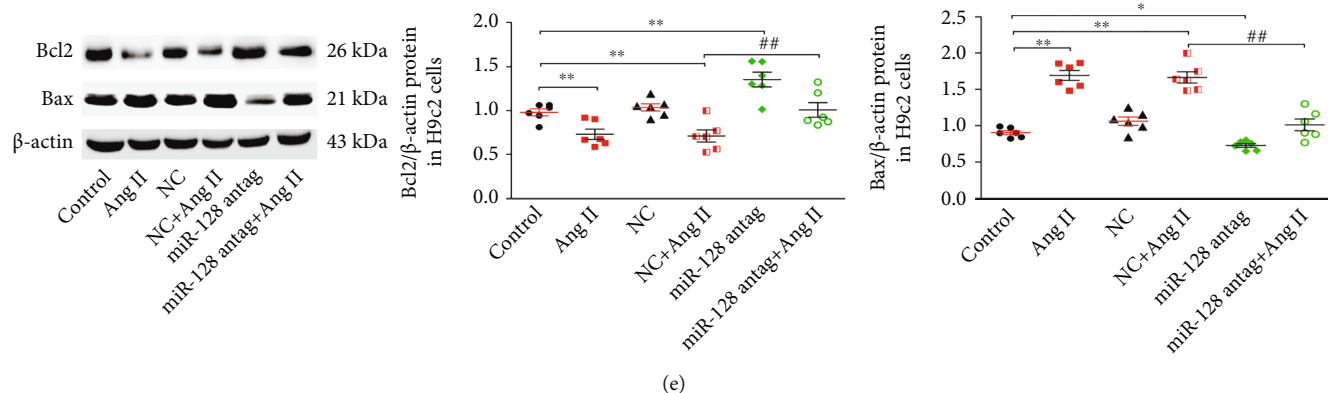 Bcl2
26 kDa
Bax
21 kDa
β-actin
43 kDa
Control
Ang II
NC
NC+Ang II
miR-128 antag
miR-128 antag+Ang II
Bcl2/β-actin protein
in H9c2 cells
2.0
1.5
1.0
0.5
0.0
**
**
**
##
Control
Ang II
NC
NC+Ang II
miR-128 antag
miR-128 antag+Ang II
Bax/β-actin protein
in H9c2 cells
2.5
2.0
1.5
1.0
0.5
0.0
*
**
**
##
Control
Ang II
NC
NC+Ang II
miR-128 antag
miR-128 antag+Ang II
(e)